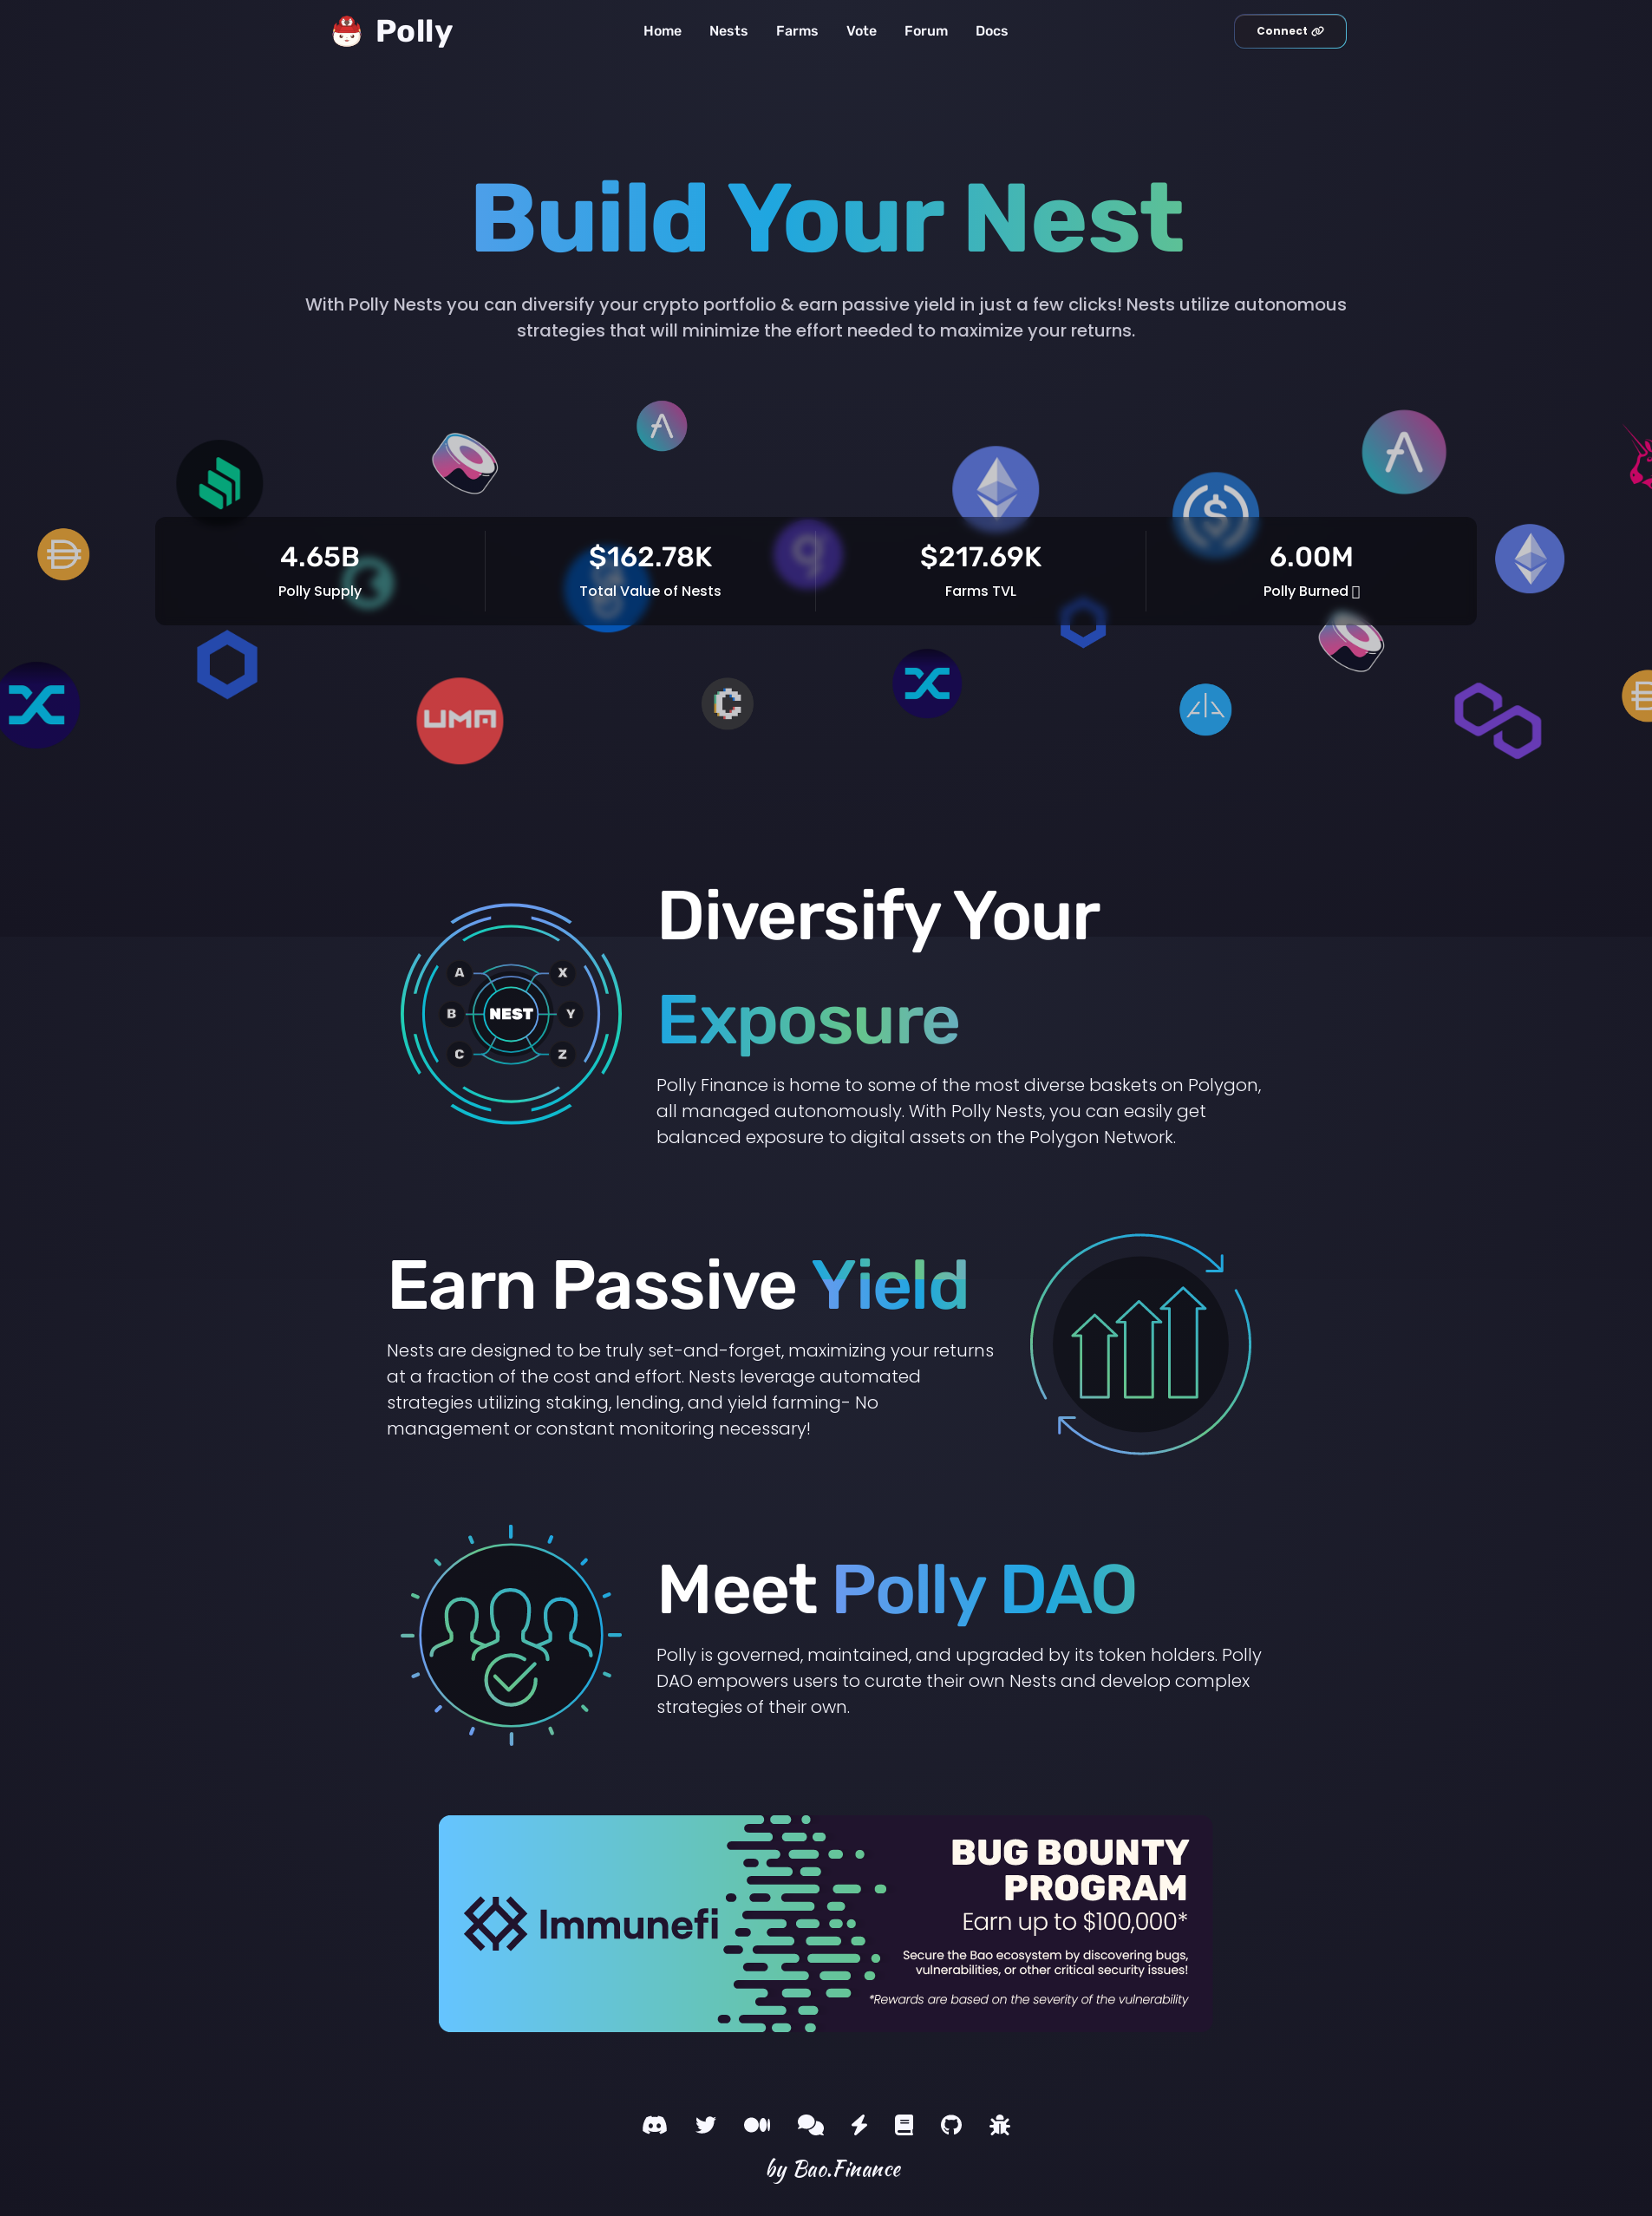 Polly
Home Nests Farms Vote Forum Docs
Connect
Build Your Nest
With Polly Nests you can diversify your crypto portfolio & earn passive yield in just a few clicks! Nests utilize autonomous
strategies that will minimize the effort needed to maximize your returns.
4.65B
Polly Supply
$162.78K
Total Value of Nests
$217.69K
Farms TVL
6.00M
Polly Burned
UMA
Diversify Your
Exposure
A
X
B
NEST
Y
C
Z
Polly Finance is home to some of the most diverse baskets on Polygon,
all managed autonomously. With Polly Nests, you can easily get
balanced exposure to digital assets on the Polygon Network.
Earn Passive Yield
Nests are designed to be truly set-and-forget, maximizing your returns
at a fraction of the cost and effort. Nests leverage automated
strategies utilizing staking, lending, and yield farming- No
management or constant monitoring necessary!
Meet Polly DAO
Polly is governed, maintained, and upgraded by its token holders. Polly
DAO empowers users to curate their own Nests and develop complex
strategies of their own.
Immunefi
BUG BOUNTY
PROGRAM
Earn up to $100,000*
Secure the Bao ecosystem by discovering bugs,
vulnerabilities, or other critical security issues!
*Rewards are based on the severity of the vulnerability
by Bao.Finance